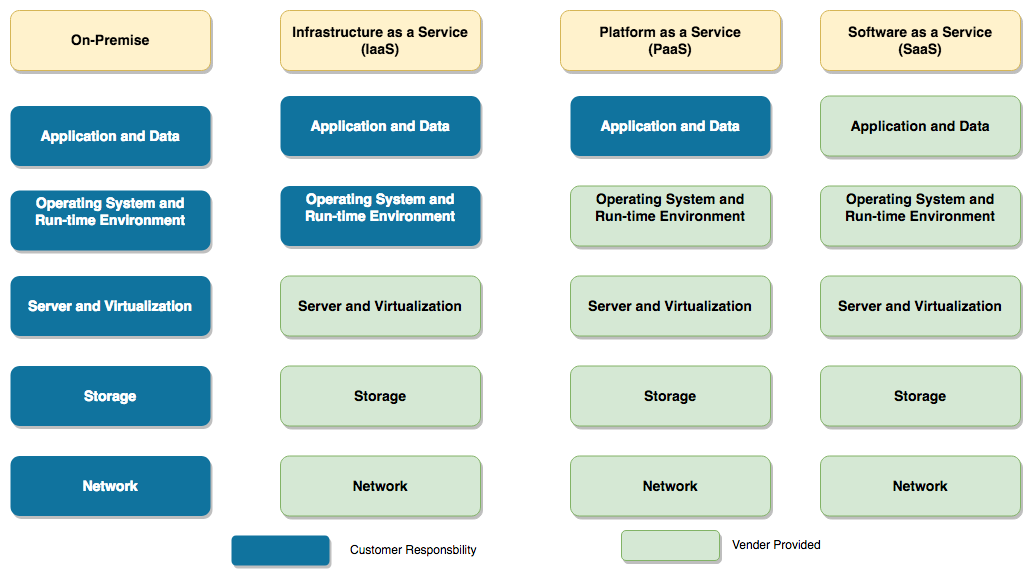 On-Premise
Infrastructure as a Service
(IaaS)
Platform as a Service
(PaaS)
Software as a Service
(SaaS)
Application and Data
Application and Data
Application and Data
Application and Data
Operating System and
Run-time Environment
Operating System and
Run-time Environment
Operating System and
Run-time Environment
Operating System and
Run-time Environment
Server and Virtualization
Server and Virtualization
Server and Virtualization
Server and Virtualization
Storage
Storage
Storage
Storage
Network
Network
Network
Network
Customer Responsbility
Vender Provided